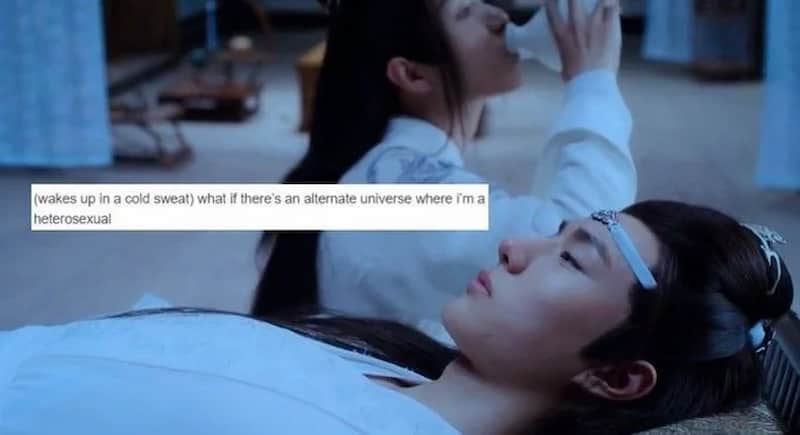 (wakes up in a cold sweat) what if there's an alternate universe where i'm a
heterosexual